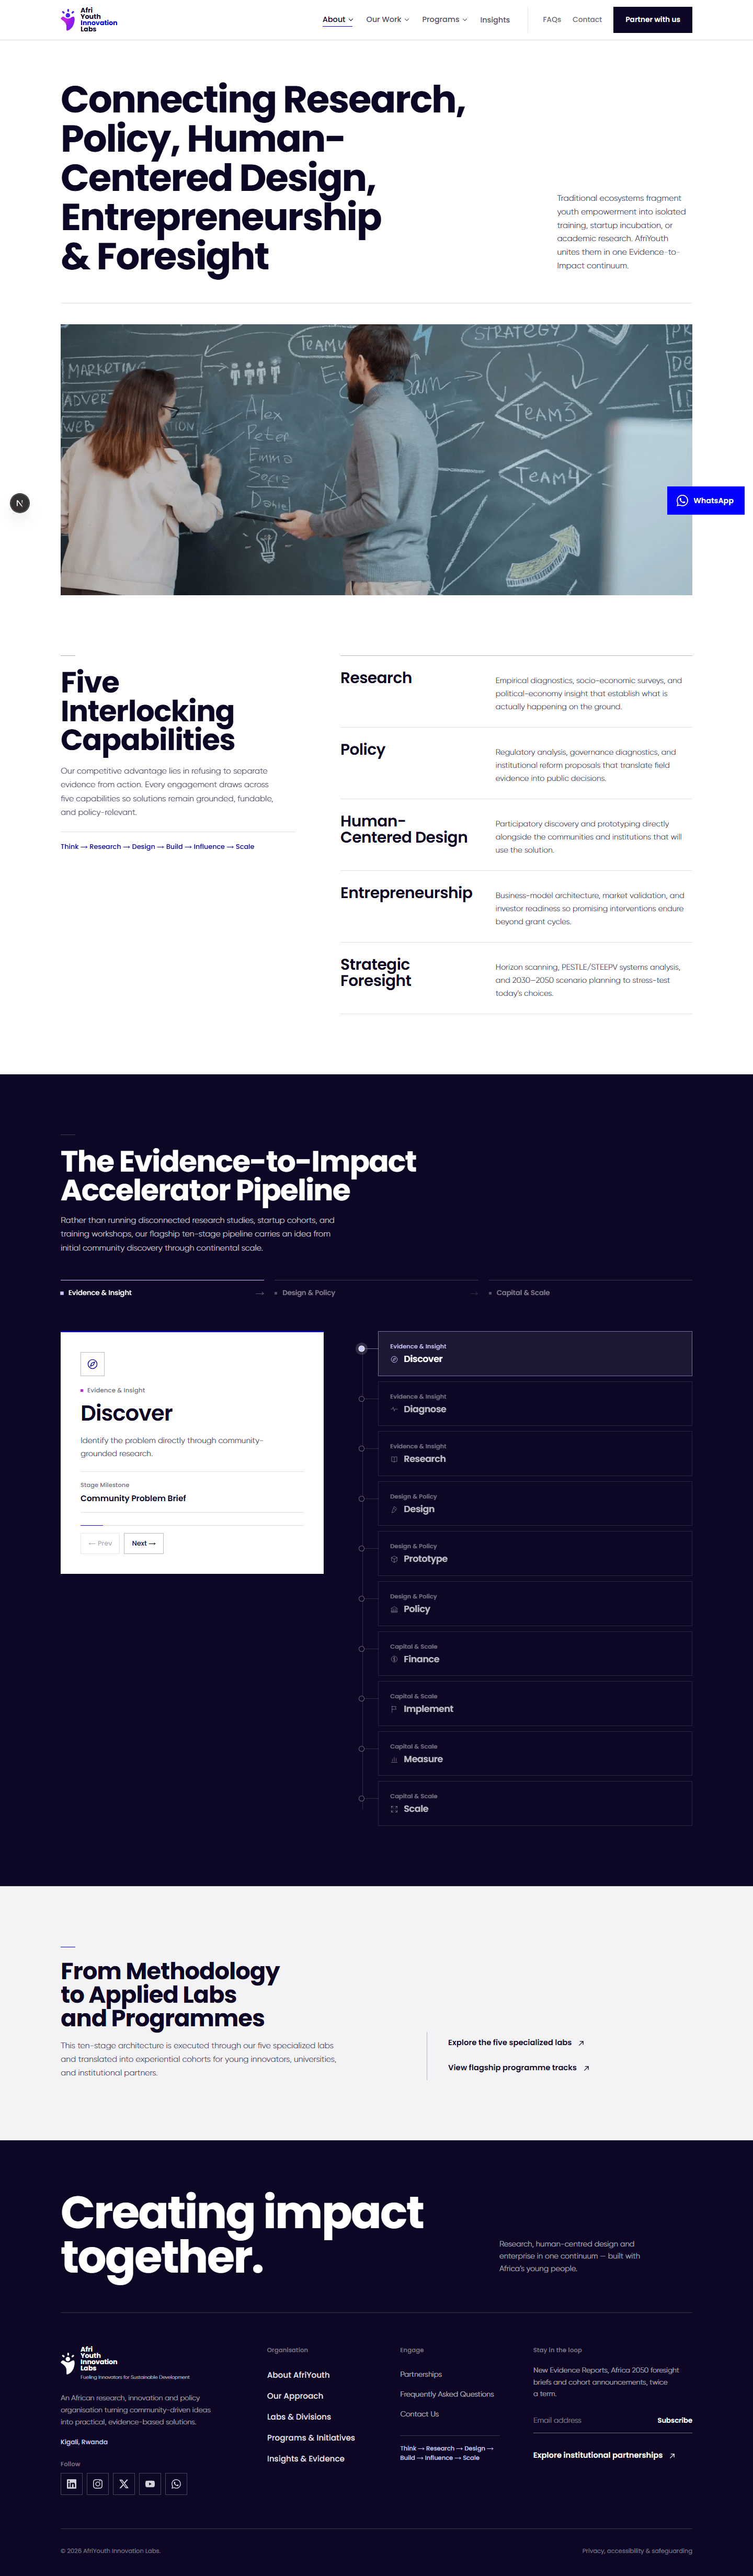 Afri
Youth
Innovation
Labs
About
Our Work
Programs
Insights
FAQs
Contact
Partner with us
Connecting Research,
Policy, Human-
Centered Design,
Entrepreneurship
& Foresight
Traditional ecosystems fragment
youth empowerment into isolated
training, startup incubation, or
academic research. AfriYouth
unites them in one Evidence-to-
Impact continuum.
MARKETING
TEAMW
STRATEGY
TEAM3
TEAM4
Alex
Peter
Emma
Daniel
N
WhatsApp
Five
Interlocking
Capabilities
Our competitive advantage lies in refusing to separate
evidence from action. Every engagement draws across
five capabilities so solutions remain grounded, fundable,
and policy-relevant.
Think → Research → Design → Build → Influence → Scale
Research
Empirical diagnostics, socio-economic surveys, and
political-economy insight that establish what is
actually happening on the ground.
Policy
Regulatory analysis, governance diagnostics, and
institutional reform proposals that translate field
evidence into public decisions.
Human-
Centered Design
Participatory discovery and prototyping directly
alongside the communities and institutions that will
use the solution.
Entrepreneurship
Business-model architecture, market validation, and
investor readiness so promising interventions endure
beyond grant cycles.
Strategic
Foresight
Horizon scanning, PESTLE/STEEPV systems analysis,
and 2030–2050 scenario planning to stress-test
today's choices.
The Evidence-to-Impact
Accelerator Pipeline
Rather than running disconnected research studies, startup cohorts, and
training workshops, our flagship ten-stage pipeline carries an idea from
initial community discovery through continental scale.
Evidence & Insight →
Design & Policy →
Capital & Scale
Evidence & Insight
Discover
Identify the problem directly through community-
grounded research.
Stage Milestone
Community Problem Brief
← Prev
Next →
Evidence & Insight
Discover
Evidence & Insight
Diagnose
Evidence & Insight
Research
Design & Policy
Design
Design & Policy
Prototype
Design & Policy
Policy
Capital & Scale
Finance
Capital & Scale
Implement
Capital & Scale
Measure
Capital & Scale
Scale
From Methodology
to Applied Labs
and Programmes
This ten-stage architecture is executed through our five specialized labs
and translated into experiential cohorts for young innovators, universities,
and institutional partners.
Explore the five specialized labs ↗
View flagship programme tracks ↗
Creating impact
together.
Research, human-centred design and
enterprise in one continuum — built with
Africa's young people.
Afri
Youth
Innovation
Labs
Fueling Innovators for Sustainable Development
An African research, innovation and policy
organisation turning community-driven ideas
into practical, evidence-based solutions.
Kigali, Rwanda
Follow
Organisation
About AfriYouth
Our Approach
Labs & Divisions
Programs & Initiatives
Insights & Evidence
Engage
Partnerships
Frequently Asked Questions
Contact Us
Think → Research → Design →
Build → Influence → Scale
Stay in the loop
New Evidence Reports, Africa 2050 foresight
briefs and cohort announcements, twice
a term.
Email address
Subscribe
Explore institutional partnerships ↗
© 2026 AfriYouth Innovation Labs.
Privacy, accessibility & safeguarding